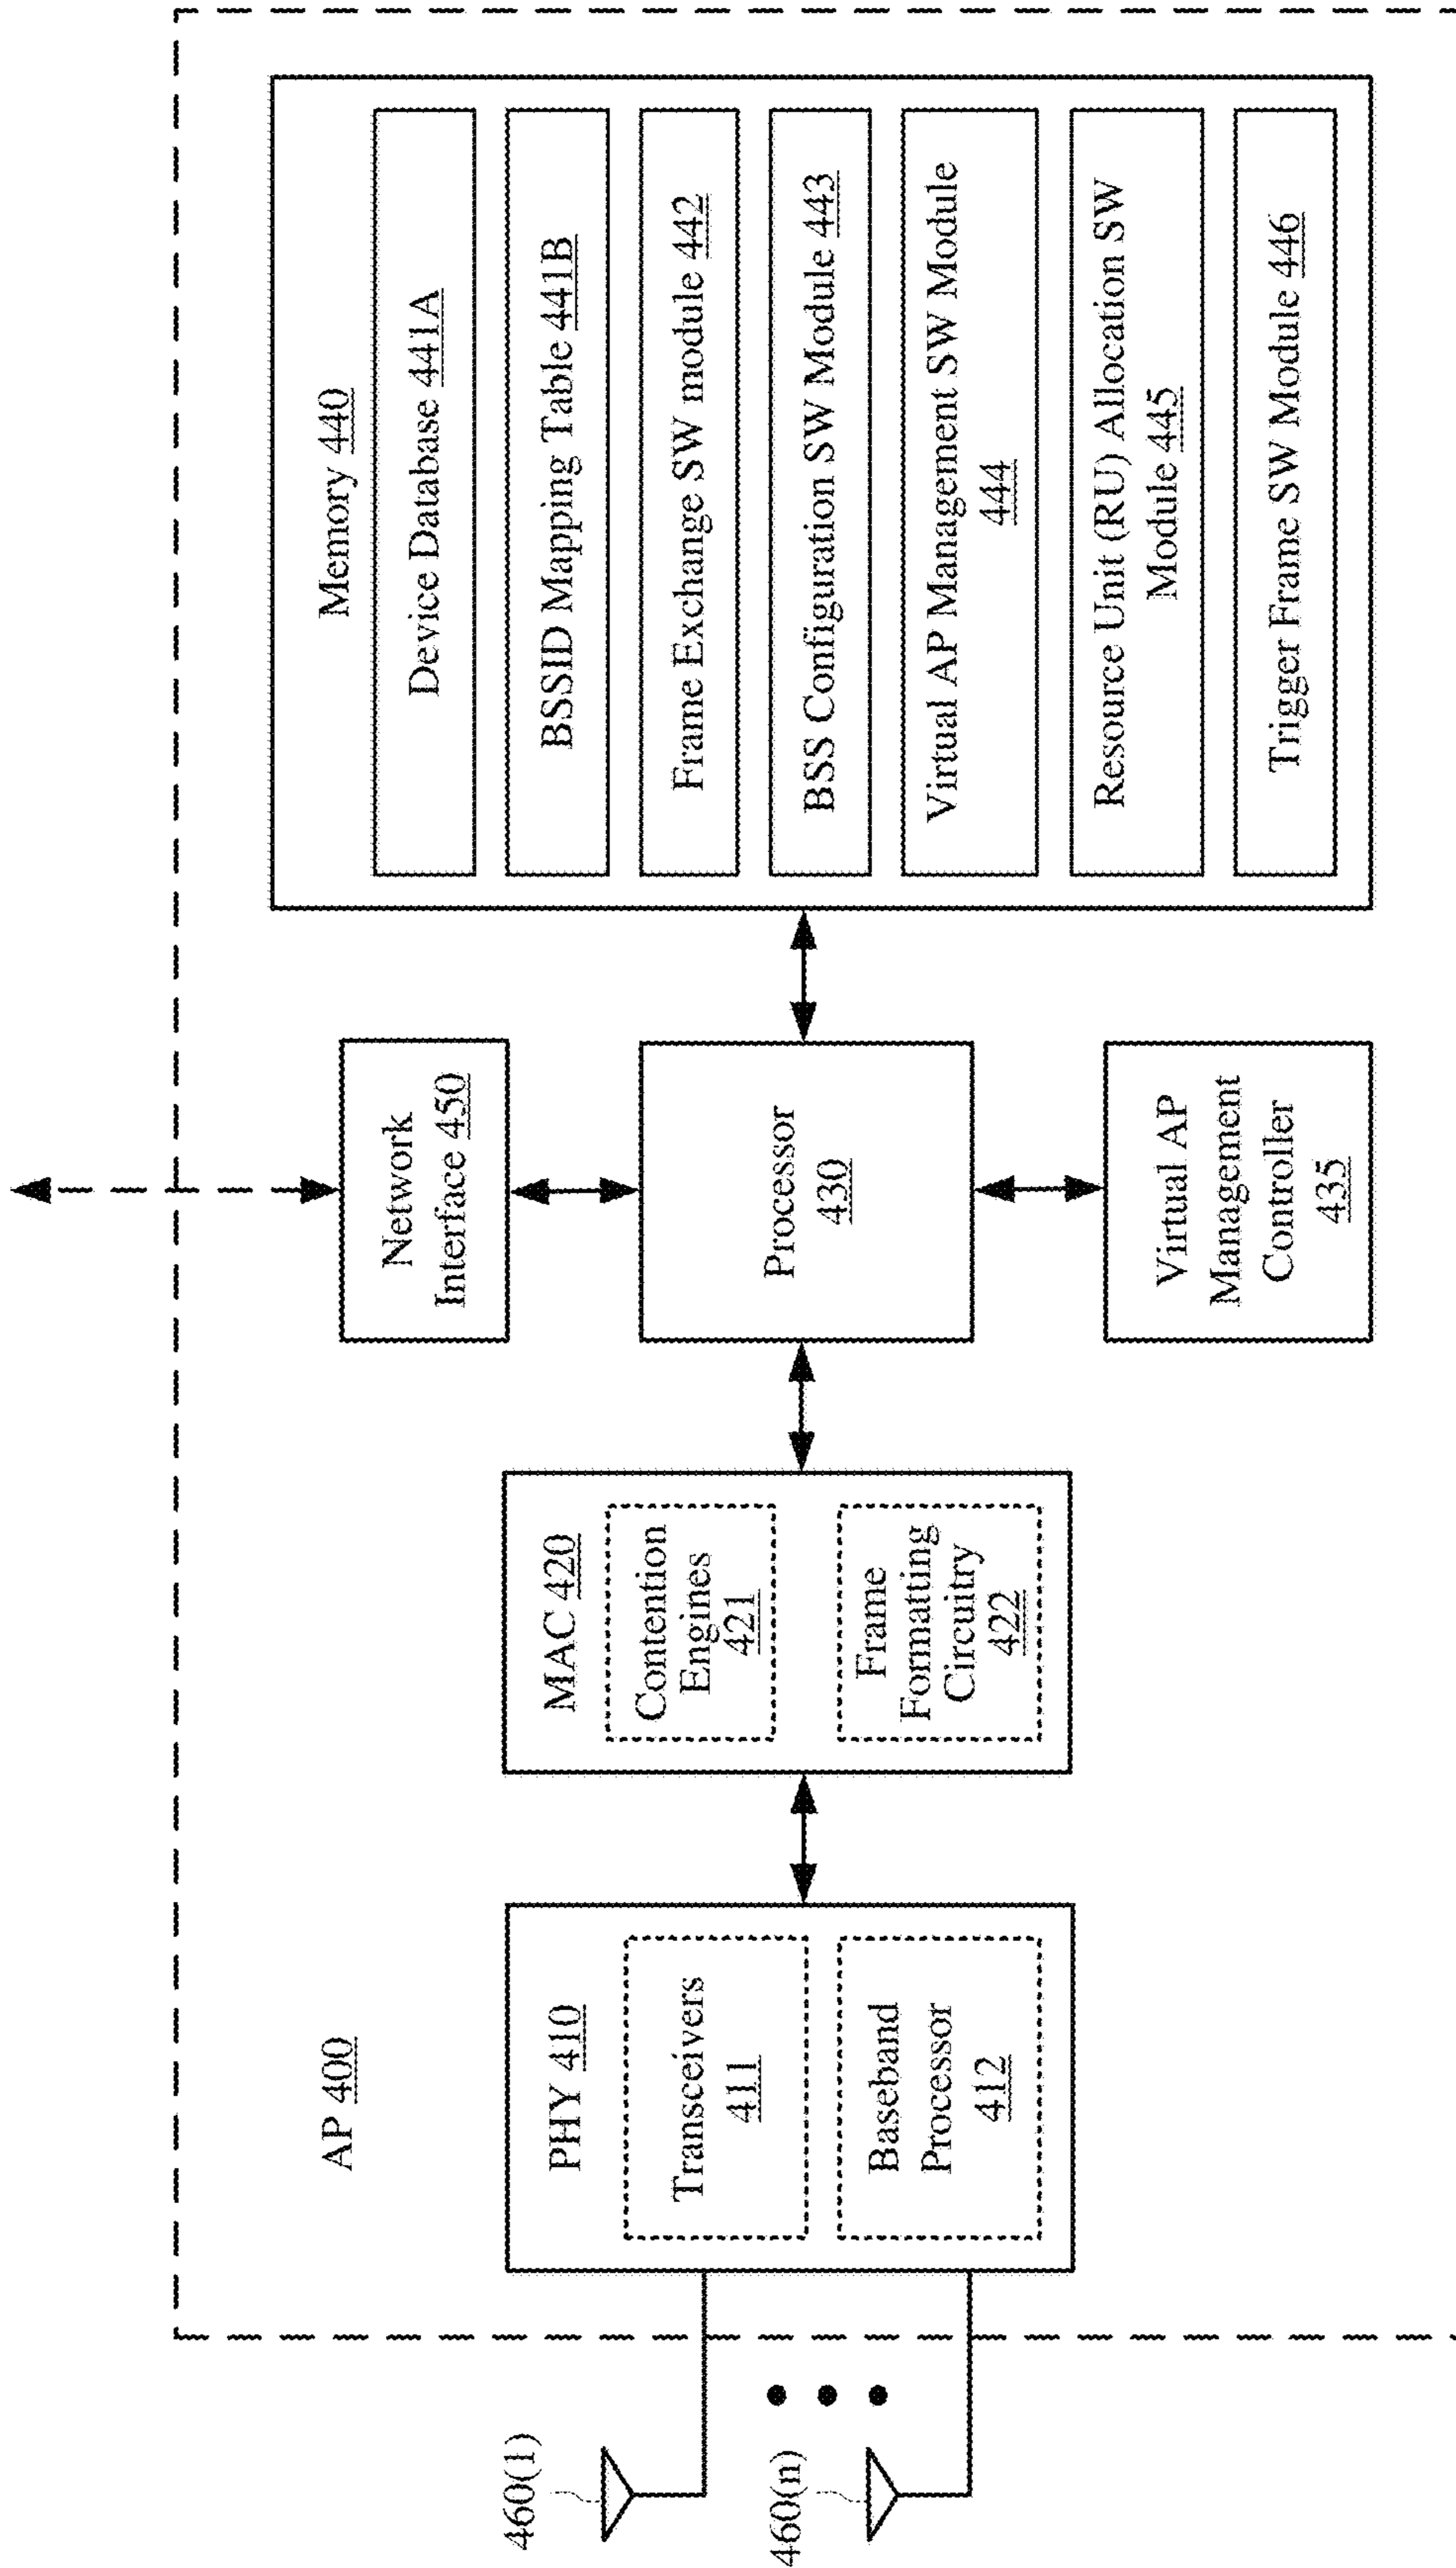 AP 400
460(1)
460(n)
PHY 410
Transceivers
411
Baseband
Processor
412
MAC 420
Contention
Engines
421
Frame
Formatting
Circuitry
422
Network
Interface 450
Processor
430
Virtual AP
Management
Controller
435
Memory 440
Device Database 441A
BSSID Mapping Table 441B
Frame Exchange SW module 442
BSS Configuration SW Module 443
Virtual AP Management SW Module
444
Resource Unit (RU) Allocation SW
Module 445
Trigger Frame SW Module 446